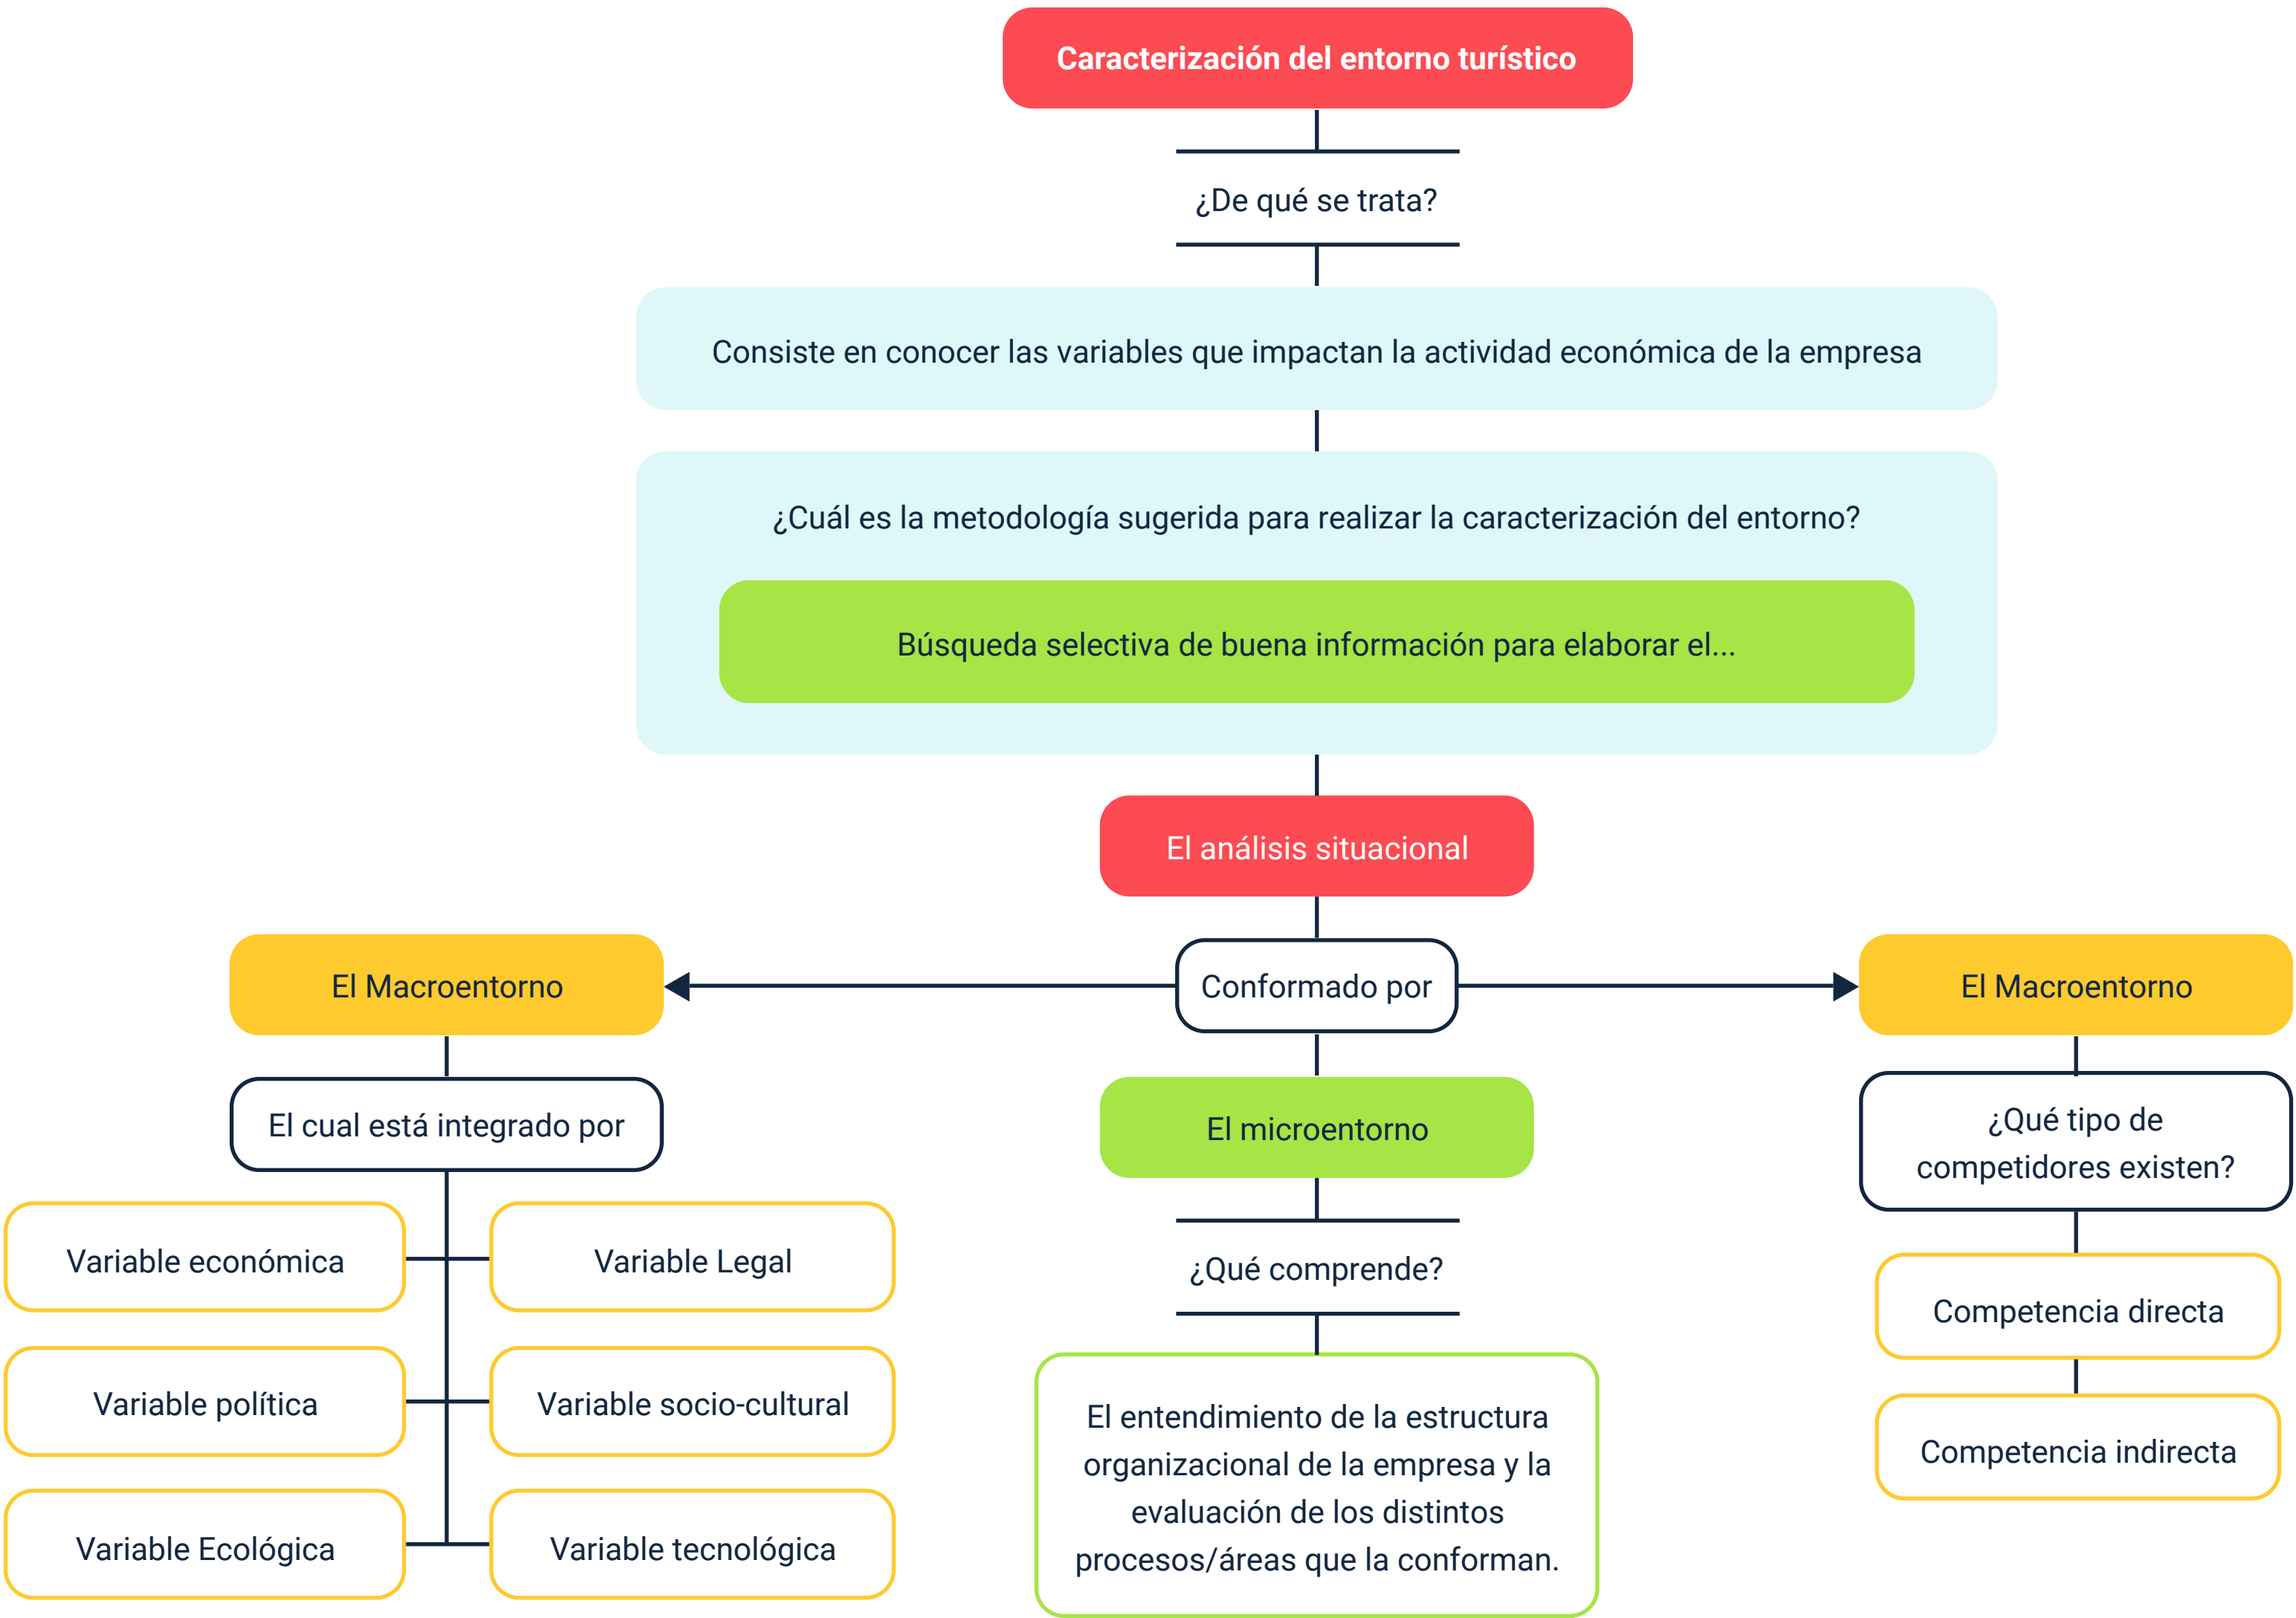 Caracterización del entorno turístico
¿De qué se trata?
Consiste en conocer las variables que impactan la actividad económica de la empresa
¿Cuál es la metodología sugerida para realizar la caracterización del entorno?
Búsqueda selectiva de buena información para elaborar el...
El análisis situacional
Conformado por
El Macroentorno
El cual está integrado por
Variable económica
Variable Legal
Variable política
Variable socio-cultural
Variable Ecológica
Variable tecnológica
El microentorno
¿Qué comprende?
El entendimiento de la estructura
organizacional de la empresa y la
evaluación de los distintos
procesos/áreas que la conforman.
El Macroentorno
¿Qué tipo de
competidores existen?
Competencia directa
Competencia indirecta